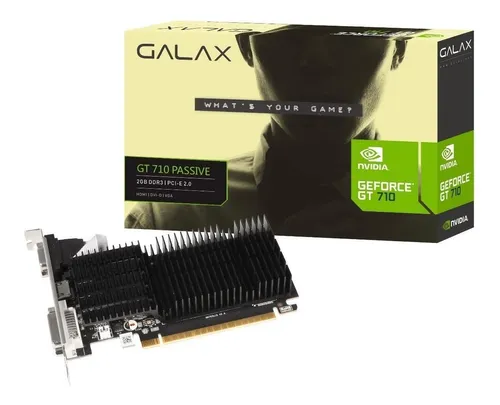 GALAX
WHAT'S YOUR GAME?
GT 710 PASSIVE
2GB DDR3 | PCI-E 2.0
NVIDIA
GEFORCE®
GT 710
GALAX
GEFORCE®
GT 710
NVIDIA